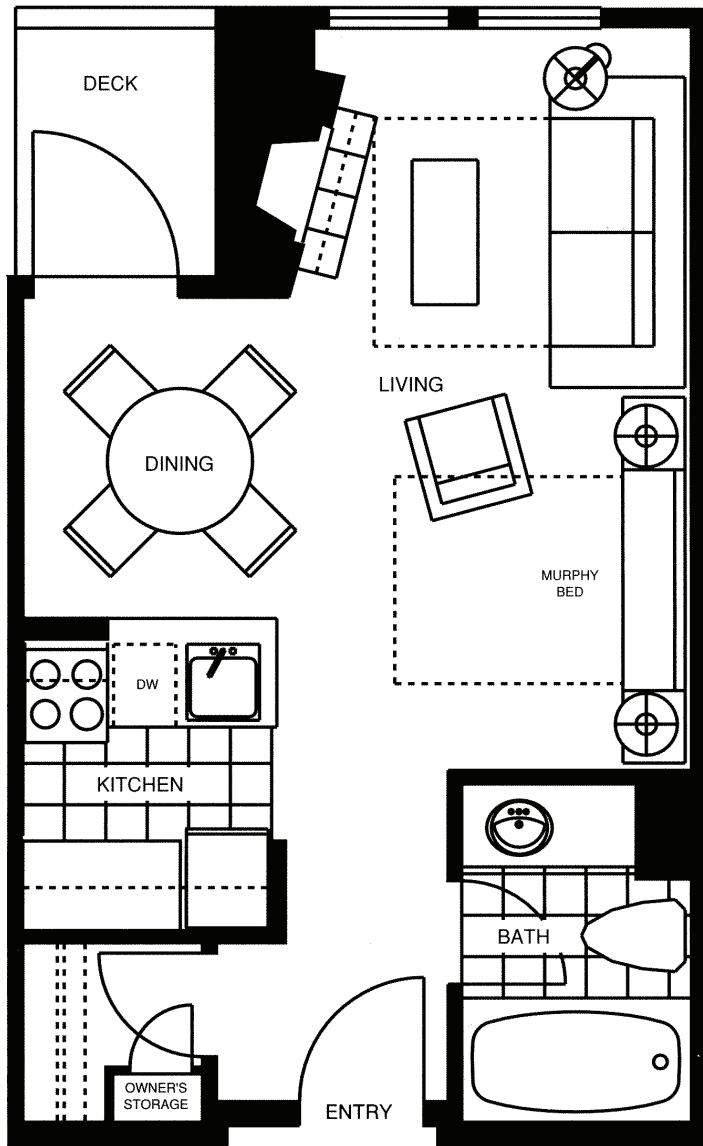 DECK
LIVING
DINING
MURPHY
BED
DW
KITCHEN
BATH
OWNER'S
STORAGE
ENTRY